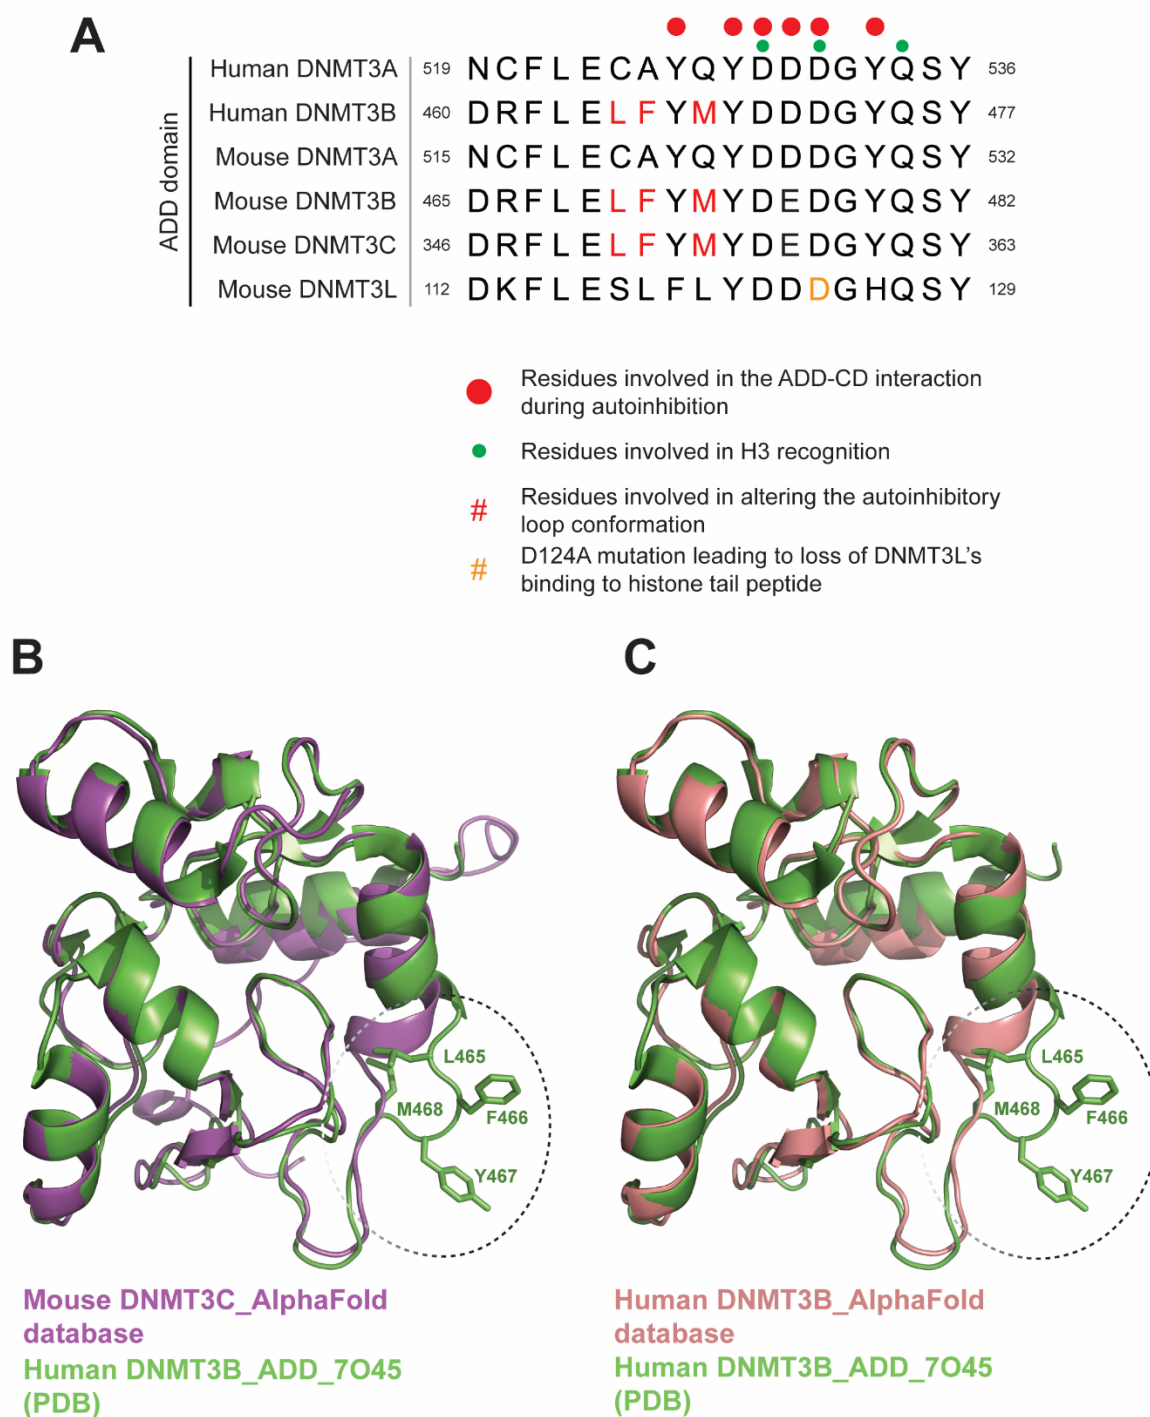 A
ADD domain
Human DNMT3A 519 NCFLECAYQYDDDGYQSY 536
Human DNMT3B 460 DRFLELFYMYDDDGYQSY 477
Mouse DNMT3A 515 NCFLECAYQYDDDGYQSY 532
Mouse DNMT3B 465 DRFLELFYMYDEDGYQSY 482
Mouse DNMT3C 346 DRFLELFYMYDEDGYQSY 363
Mouse DNMT3L 112 DKFLESLFLYDDDGHQSY 129
Residues involved in the ADD-CD interaction
during autoinhibition
Residues involved in H3 recognition
# Residues involved in altering the autoinhibitory
loop conformation
# D124A mutation leading to loss of DNMT3L's
binding to histone tail peptide
B
L465
M468
F466
Y467
Mouse DNMT3C_AlphaFold
database
Human DNMT3B_ADD_7O45
(PDB)
C
L465
M468
F466
Y467
Human DNMT3B_AlphaFold
database
Human DNMT3B_ADD_7O45
(PDB)